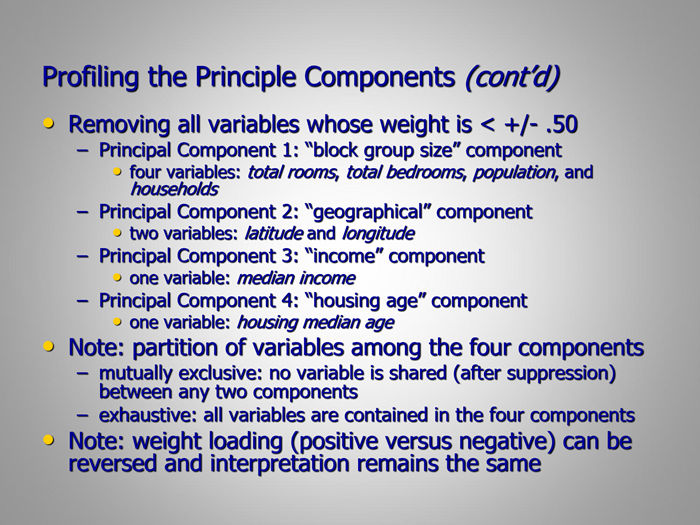 Profiling the Principle Components (cont'd)
• Removing all variables whose weight is < +/- .50
– Principal Component 1: “block group size” component
• four variables: total rooms, total bedrooms, population, and
households
– Principal Component 2: “geographical” component
• two variables: latitude and longitude
– Principal Component 3: “income” component
• one variable: median income
– Principal Component 4: “housing age” component
• one variable: housing median age
• Note: partition of variables among the four components
– mutually exclusive: no variable is shared (after suppression)
between any two components
– exhaustive: all variables are contained in the four components
• Note: weight loading (positive versus negative) can be
reversed and interpretation remains the same